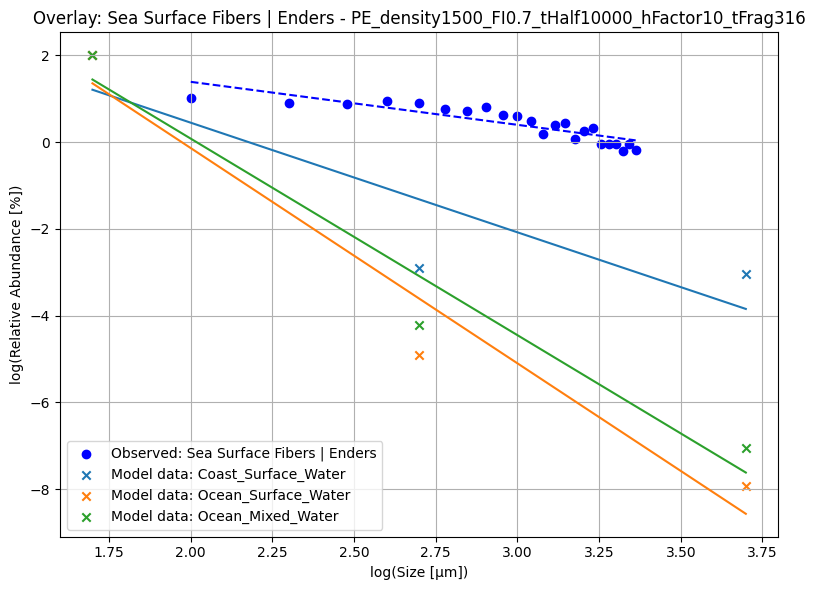 Overlay: Sea Surface Fibers | Enders - PE_density1500_FI0.7_tHalf10000_hFactor10_tFrag316
log(Relative Abundance [%])
2
0
−2
−4
−6
−8
Observed: Sea Surface Fibers | Enders
Model data: Coast_Surface_Water
Model data: Ocean_Surface_Water
Model data: Ocean_Mixed_Water
1.75 2.00 2.25 2.50 2.75 3.00 3.25 3.50 3.75
log(Size [µm])